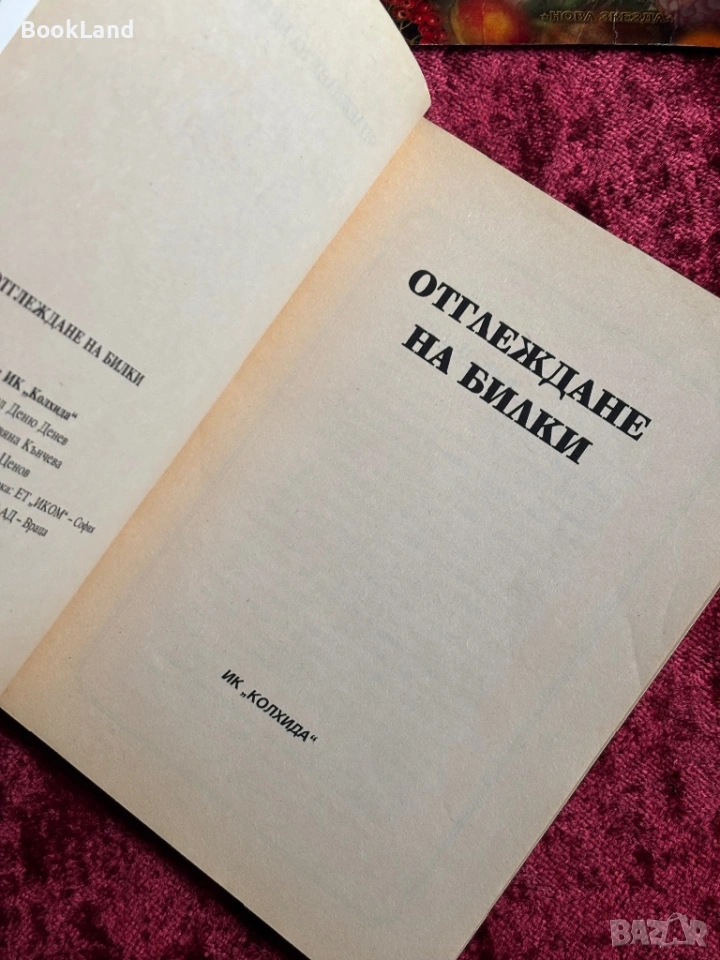 BookLand
★НОВА ЗВЕЗДА★
ОТГЛЕЖДАНЕ НА БИЛКИ
ИК „Колхида“
Деню Денев
Кънчева
Ценов
ЕТ „ИКОМ“ – София
АД – Враца
ОТГЛЕЖДАНЕ
НА БИЛКИ
ИК „КОЛХИДА“
BAZAR